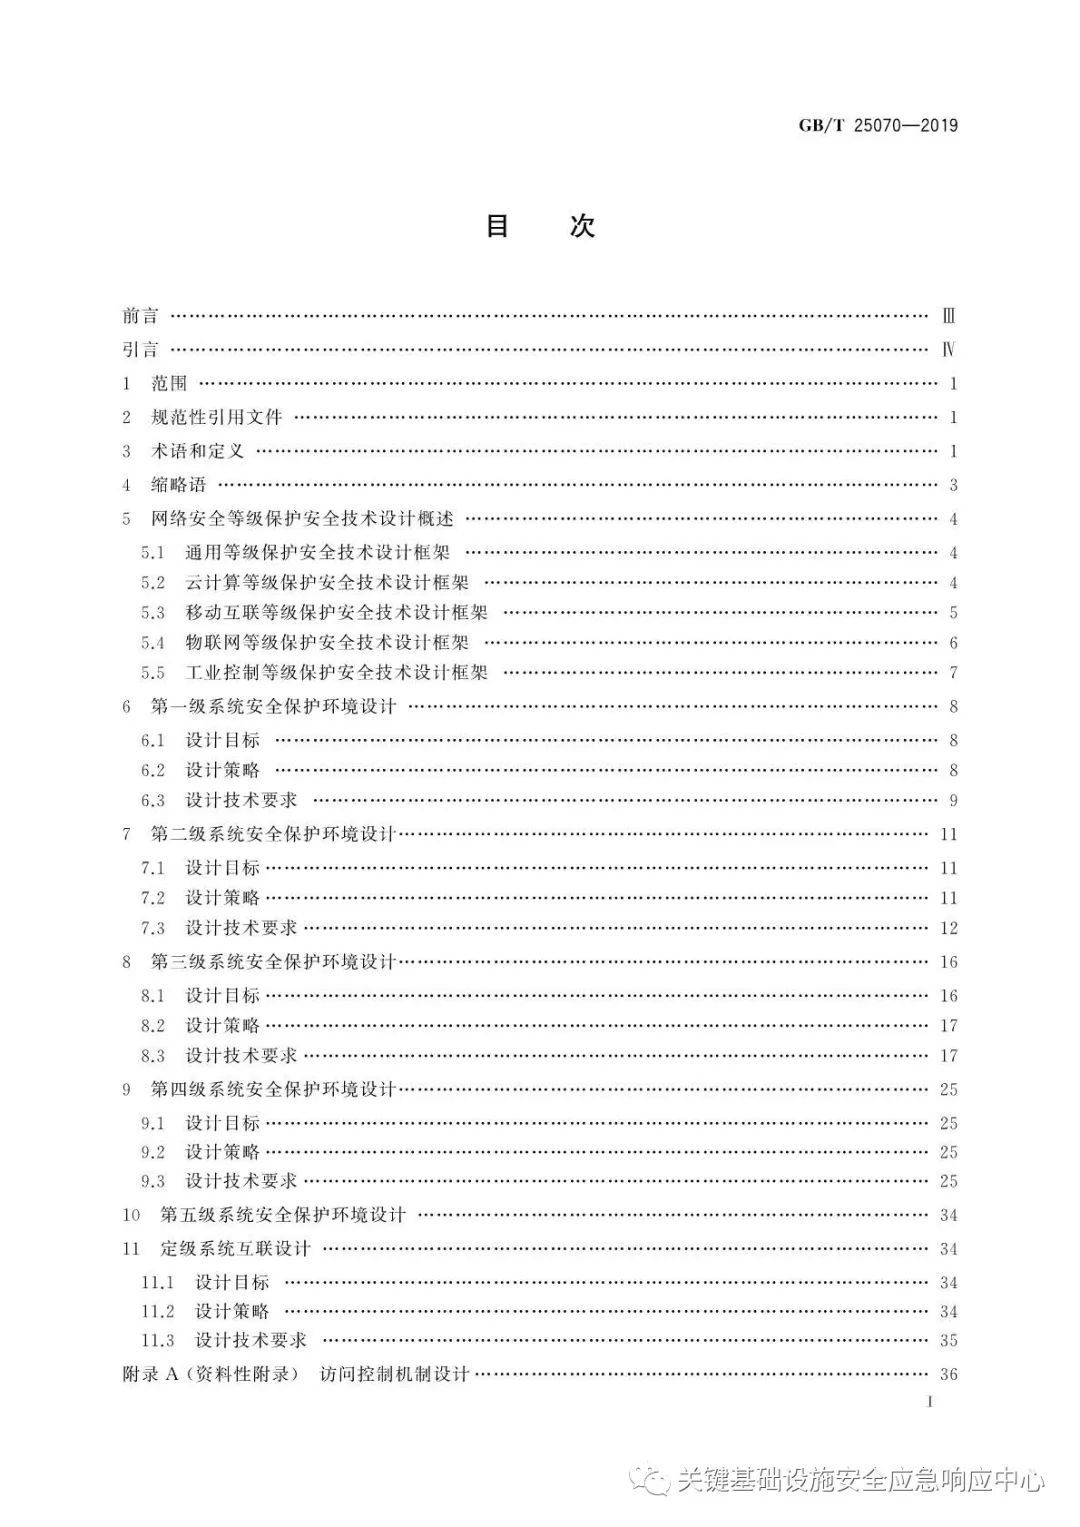 GB/T 25070—2019
目 次
前言 …… Ⅲ
引言 …… Ⅳ
1 范围 …… 1
2 规范性引用文件 …… 1
3 术语和定义 …… 1
4 缩略语 …… 3
5 网络安全等级保护安全技术设计概述 …… 4
5.1 通用等级保护安全技术设计框架 …… 4
5.2 云计算等级保护安全技术设计框架 …… 4
5.3 移动互联等级保护安全技术设计框架 …… 5
5.4 物联网等级保护安全技术设计框架 …… 6
5.5 工业控制等级保护安全技术设计框架 …… 7
6 第一级系统安全保护环境设计 …… 8
6.1 设计目标 …… 8
6.2 设计策略 …… 8
6.3 设计技术要求 …… 9
7 第二级系统安全保护环境设计 …… 11
7.1 设计目标 …… 11
7.2 设计策略 …… 11
7.3 设计技术要求 …… 12
8 第三级系统安全保护环境设计 …… 16
8.1 设计目标 …… 16
8.2 设计策略 …… 17
8.3 设计技术要求 …… 17
9 第四级系统安全保护环境设计 …… 25
9.1 设计目标 …… 25
9.2 设计策略 …… 25
9.3 设计技术要求 …… 25
10 第五级系统安全保护环境设计 …… 34
11 定级系统互联设计 …… 34
11.1 设计目标 …… 34
11.2 设计策略 …… 34
11.3 设计技术要求 …… 35
附录 A（资料性附录） 访问控制机制设计 …… 36
Ⅰ
关键基础设施安全应急响应中心